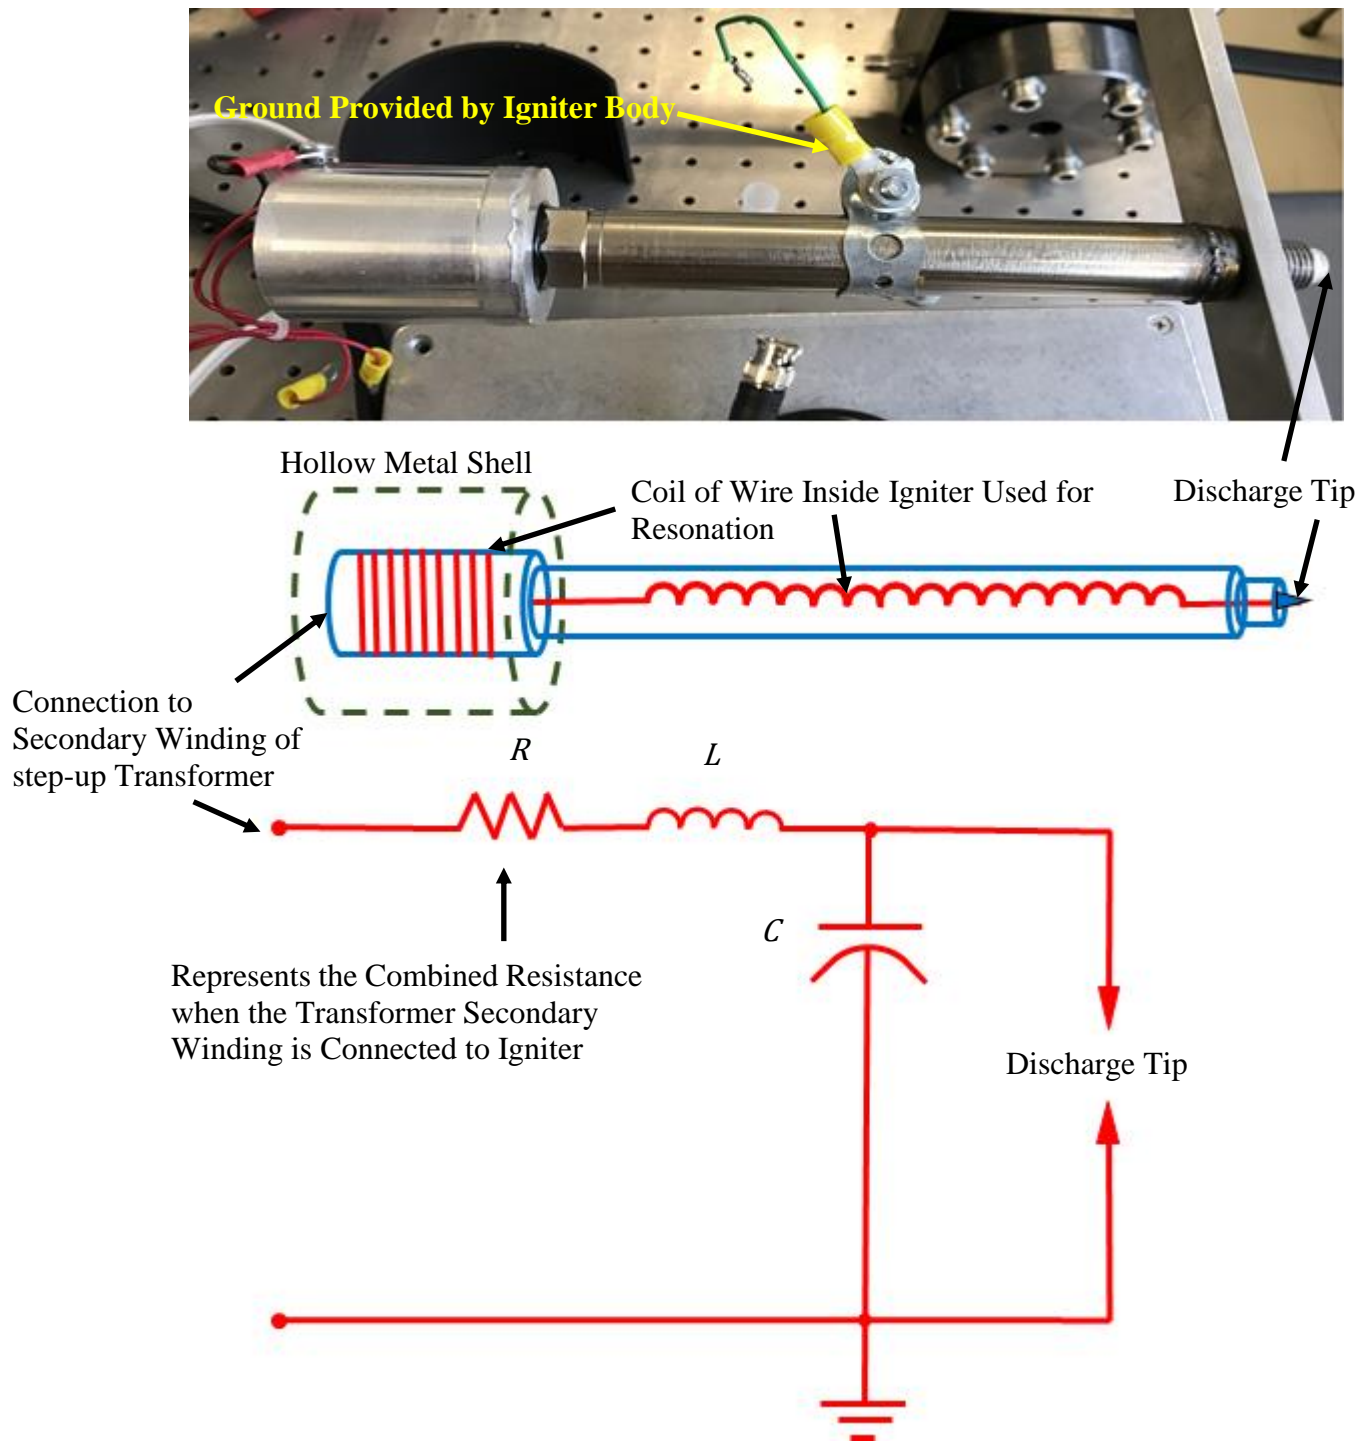 Ground Provided by Igniter Body
Hollow Metal Shell
Coil of Wire Inside Igniter Used for
Resonation
Discharge Tip
Connection to
Secondary Winding of
step-up Transformer
R
L
C
Represents the Combined Resistance
when the Transformer Secondary
Winding is Connected to Igniter
Discharge Tip